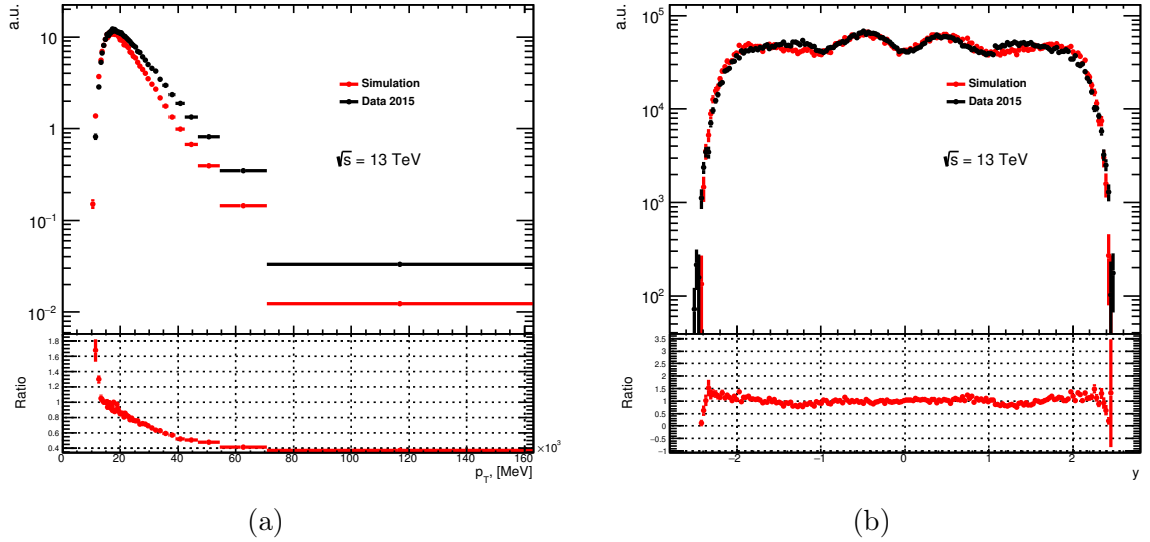 a.u.
10
1
10−1
10−2
Simulation
Data 2015
√s = 13 TeV
Ratio
1.8
1.6
1.4
1.2
1
0.8
0.6
0.4
0 20 40 60 80 100 120 140 160
×10³
p_T, [MeV]
(a)
a.u.
10⁵
10⁴
10³
10²
Simulation
Data 2015
√s = 13 TeV
Ratio
3.5
3
2.5
2
1.5
1
0.5
0
−0.5
−1
−2 −1 0 1 2
y
(b)